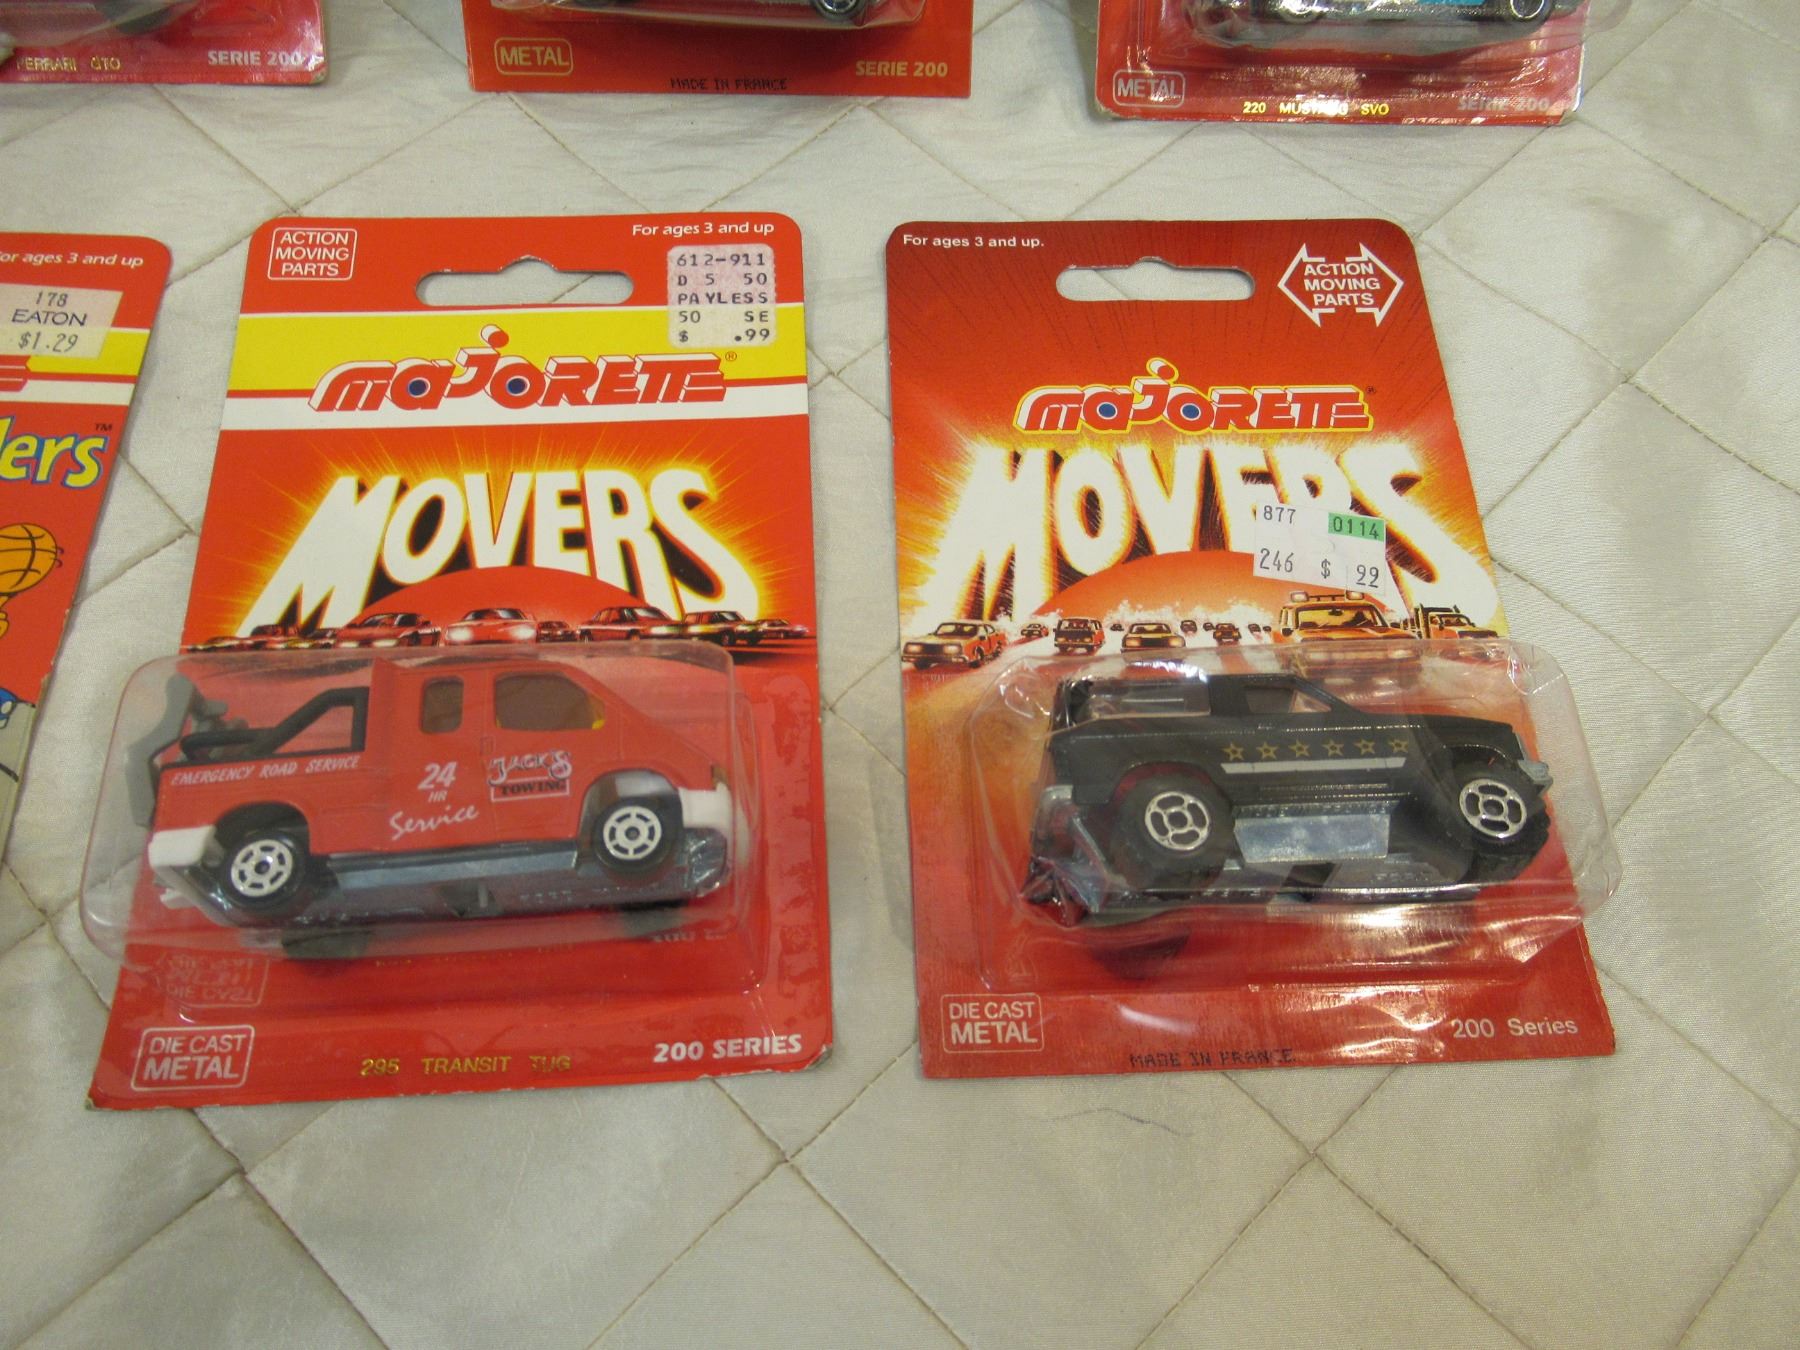 FERRARI GTO
SERIE 200
METAL
MADE IN FRANCE
SERIE 200
METAL
220 MUSTANG SVO
SERIE 200
For ages 3 and up
178
EATON
$1.29
lers™
ACTION
MOVING
PARTS
For ages 3 and up
612-911
D 5 50
PAYLESS
50 SE
$ .99
MAJORETTE®
MOVERS
EMERGENCY ROAD SERVICE
24
HR
Service
JACK'S
TOWING
DIE CAST
METAL
295 TRANSIT TUG
200 SERIES
For ages 3 and up.
ACTION
MOVING
PARTS
MAJORETTE®
MOVERS
877 0114
246 $ 99
DIE CAST
METAL
MADE IN FRANCE.
200 Series